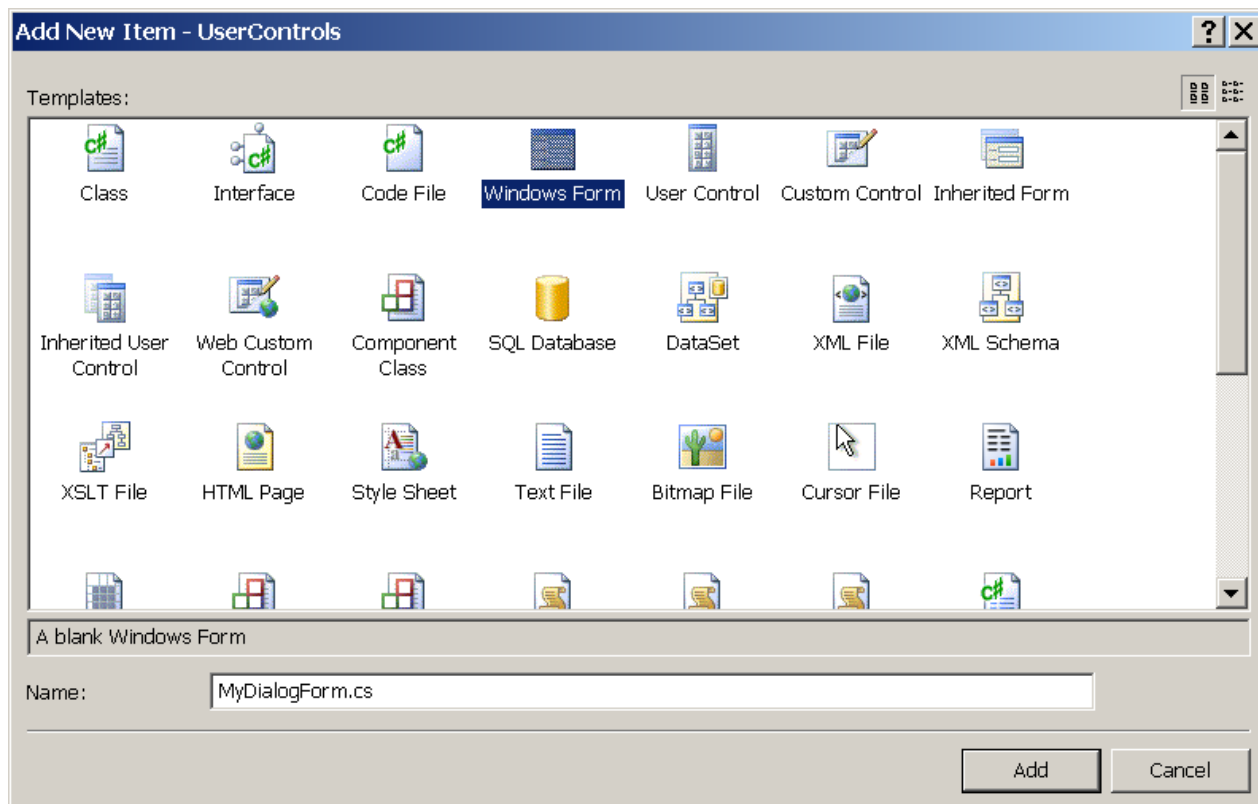 Add New Item - UserControls
Templates:
Class Interface Code File Windows Form User Control Custom Control Inherited Form
Inherited User Web Custom Component SQL Database DataSet XML File XML Schema
Control Control Class
XSLT File HTML Page Style Sheet Text File Bitmap File Cursor File Report
A blank Windows Form
Name: MyDialogForm.cs
Add Cancel